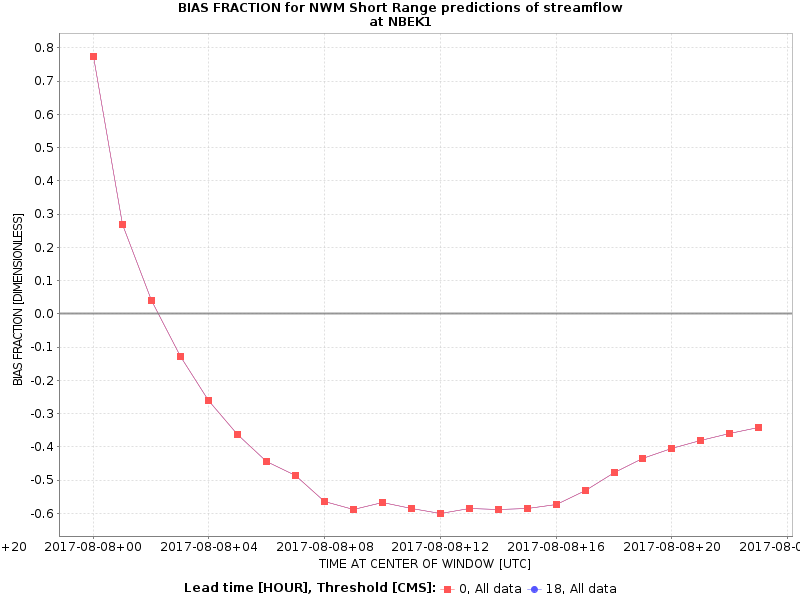 BIAS FRACTION for NWM Short Range predictions of streamflow
at NBEK1
BIAS FRACTION [DIMENSIONLESS]
0.8
0.7
0.6
0.5
0.4
0.3
0.2
0.1
0.0
-0.1
-0.2
-0.3
-0.4
-0.5
-0.6
+20 2017-08-08+00 2017-08-08+04 2017-08-08+08 2017-08-08+12 2017-08-08+16 2017-08-08+20 2017-08-0
TIME AT CENTER OF WINDOW [UTC]
Lead time [HOUR], Threshold [CMS]: 0, All data 18, All data